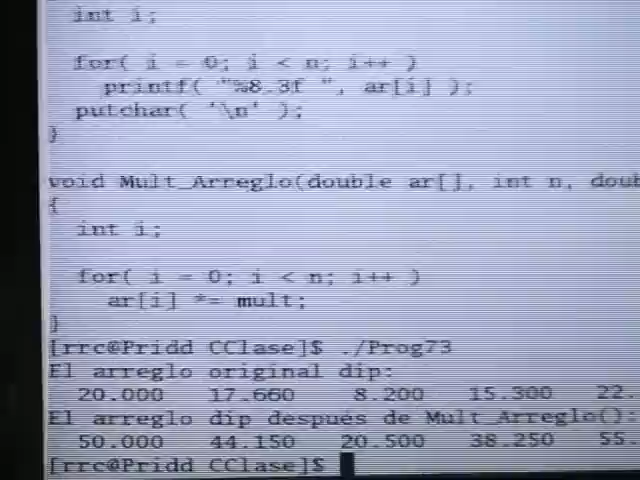 int i;
for( i = 0; i < n; i++ )
printf( "%8.3f ", ar[i] );
putchar( '\n' );
}
void Mult_Arreglo(double ar[], int n, doub
{
int i;
for( i = 0; i < n; i++ )
ar[i] *= mult;
}
[rrc@Pridd CClase]$ ./Prog73
El arreglo original dip:
20.000 17.660 8.200 15.300 22.
El arreglo dip después de Mult_Arreglo():
50.000 44.150 20.500 38.250 55.
[rrc@Pridd CClase]$